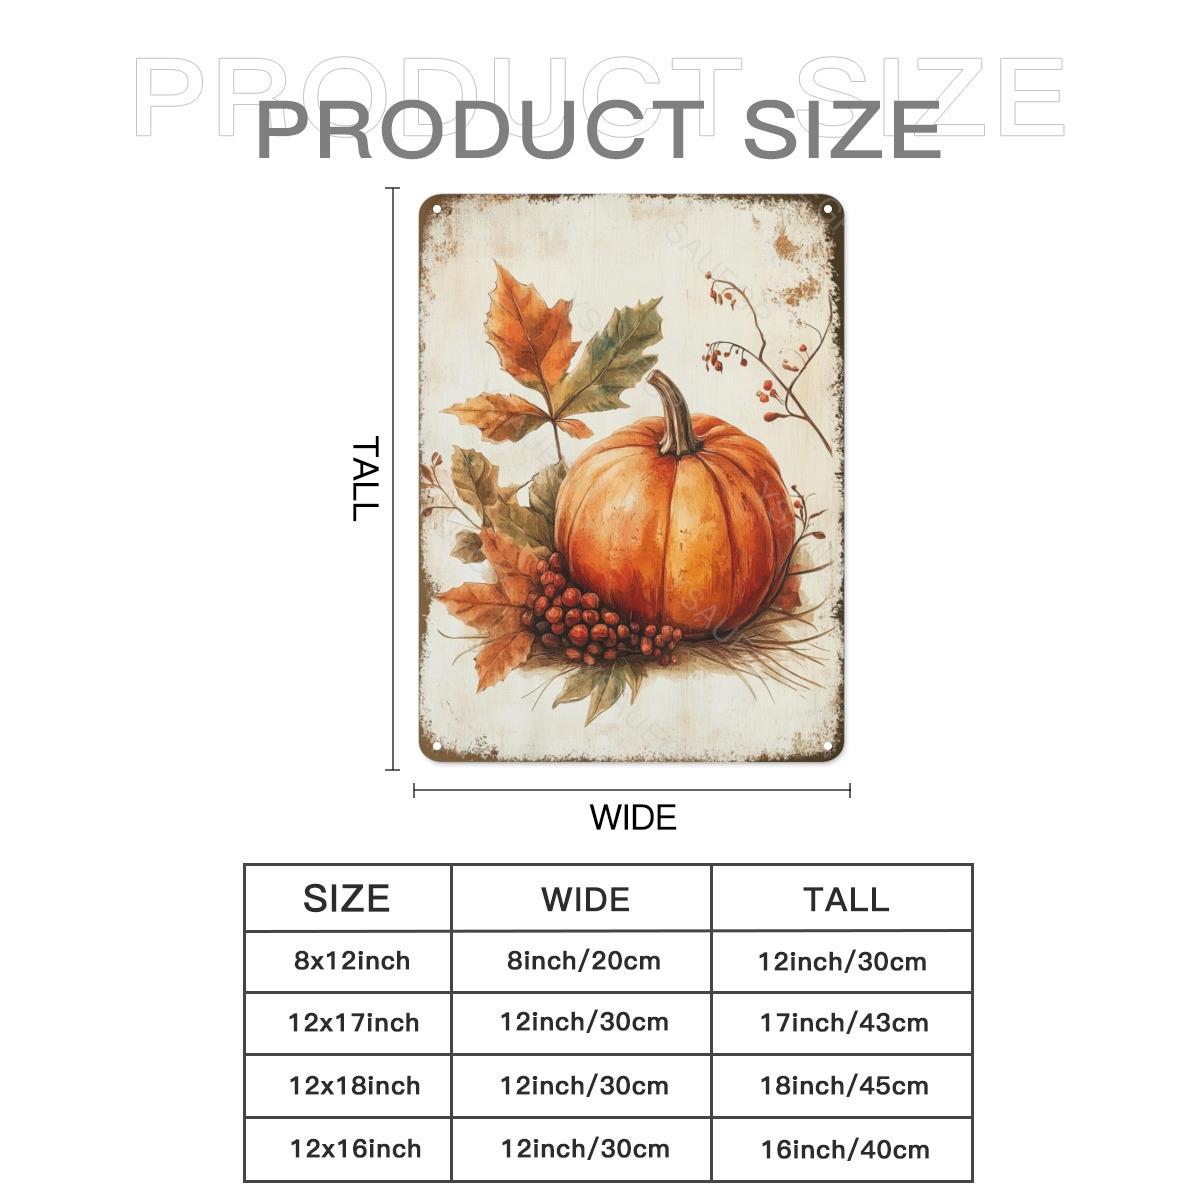 PRODUCT SIZE
PRODUCT SIZE
TALL
WIDE
SIZE WIDE TALL
8x12inch 8inch/20cm 12inch/30cm
12x17inch 12inch/30cm 17inch/43cm
12x18inch 12inch/30cm 18inch/45cm
12x16inch 12inch/30cm 16inch/40cm